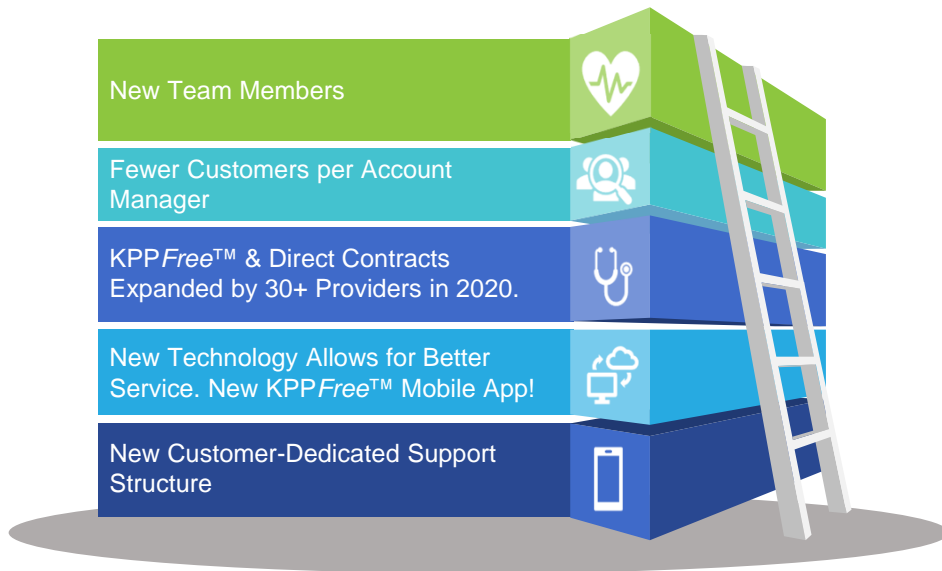 New Team Members
Fewer Customers per Account
Manager
KPPFree™ & Direct Contracts
Expanded by 30+ Providers in 2020.
New Technology Allows for Better
Service. New KPPFree™ Mobile App!
New Customer-Dedicated Support
Structure